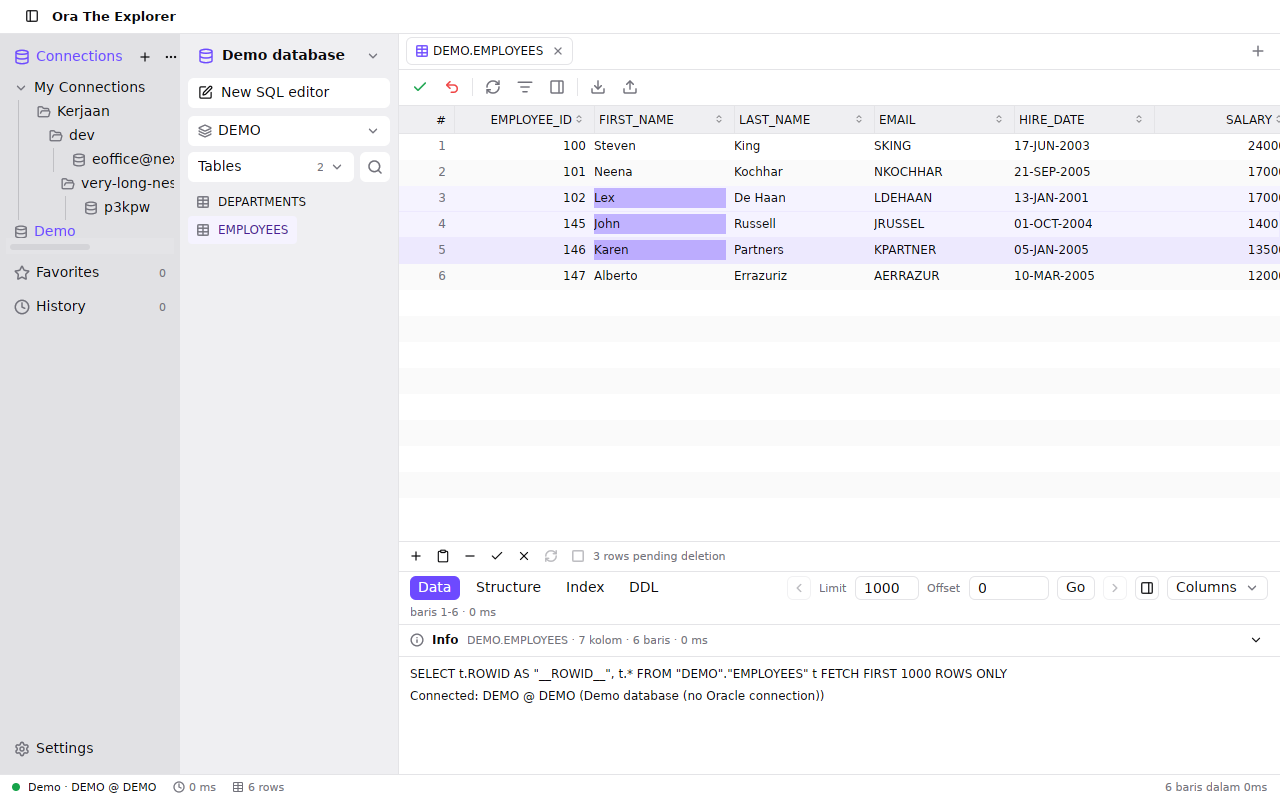 Ora The Explorer
Connections
My Connections
Kerjaan
dev
eoffice@nex
very-long-nes
p3kpw
Demo
Favorites 0
History 0
Settings
Demo database
New SQL editor
DEMO
Tables 2
DEPARTMENTS
EMPLOYEES
DEMO.EMPLOYEES
# EMPLOYEE_ID FIRST_NAME LAST_NAME EMAIL HIRE_DATE SALARY
1 100 Steven King SKING 17-JUN-2003 2400
2 101 Neena Kochhar NKOCHHAR 21-SEP-2005 1700
3 102 Lex De Haan LDEHAAN 13-JAN-2001 1700
4 145 John Russell JRUSSEL 01-OCT-2004 1400
5 146 Karen Partners KPARTNER 05-JAN-2005 1350
6 147 Alberto Errazuriz AERRAZUR 10-MAR-2005 1200
3 rows pending deletion
Data Structure Index DDL Limit 1000 Offset 0 Go Columns
baris 1-6 · 0 ms
Info DEMO.EMPLOYEES · 7 kolom · 6 baris · 0 ms
SELECT t.ROWID AS "__ROWID__", t.* FROM "DEMO"."EMPLOYEES" t FETCH FIRST 1000 ROWS ONLY
Connected: DEMO @ DEMO (Demo database (no Oracle connection))
Demo · DEMO @ DEMO 0 ms 6 rows 6 baris dalam 0ms